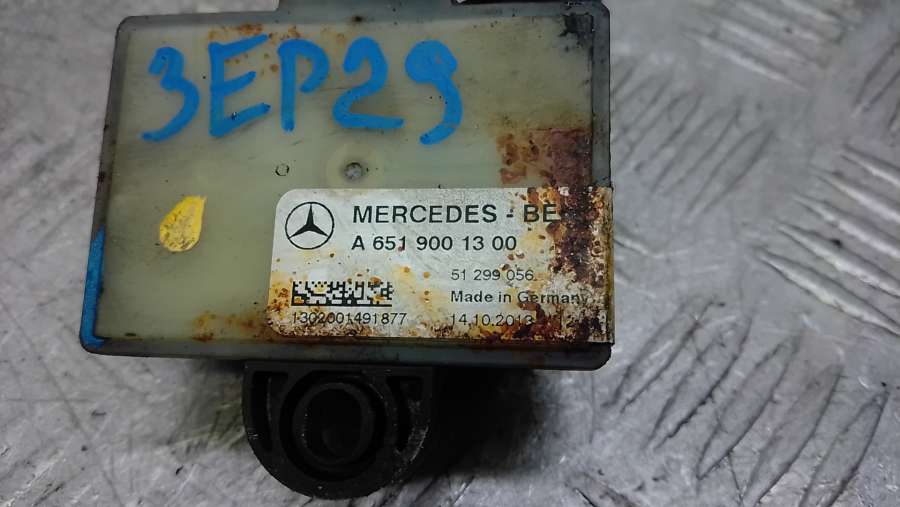 3EP29
MERCEDES - BE
A 651 900 13 00
51 299 056
Made in Germany
1302001491877 14.10.2013